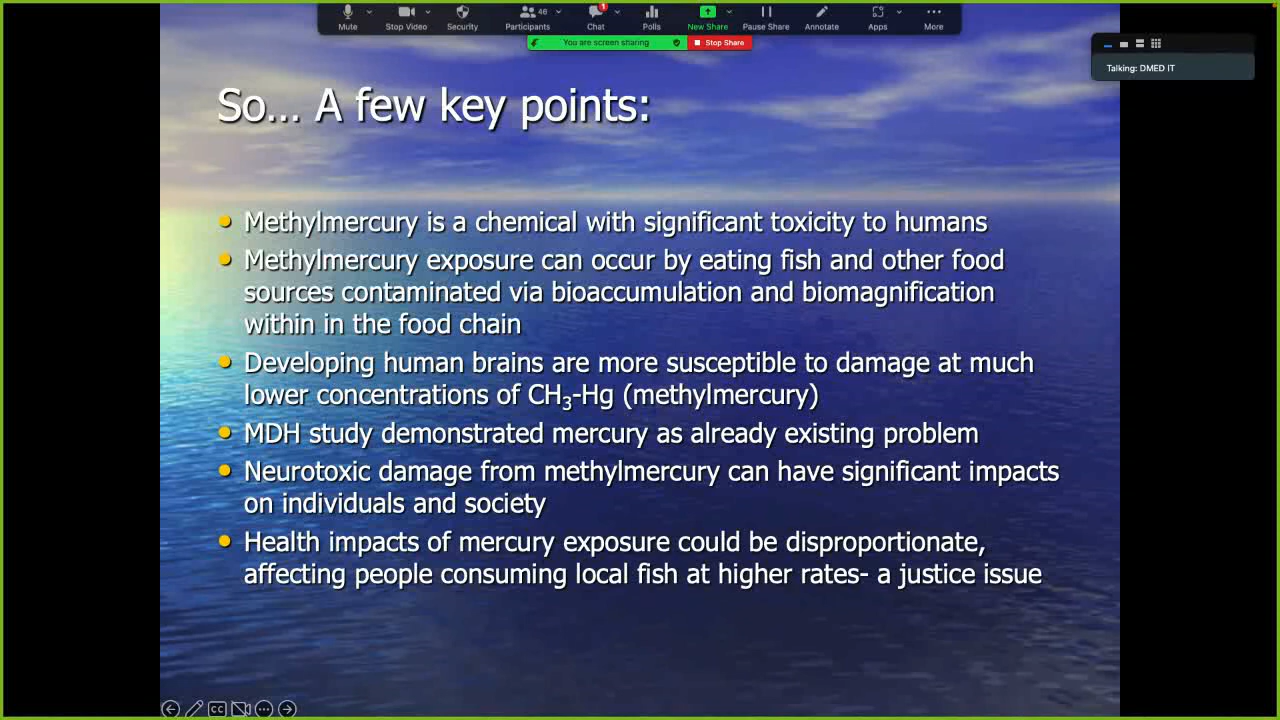 46
1
Mute
Stop Video
Security
Participants
Chat
Polls
New Share
Pause Share
Annotate
Apps
More
You are screen sharing
Stop Share
Talking: DMED IT
So... A few key points:
Methylmercury is a chemical with significant toxicity to humans
Methylmercury exposure can occur by eating fish and other food
sources contaminated via bioaccumulation and biomagnification
within in the food chain
Developing human brains are more susceptible to damage at much
lower concentrations of CH3-Hg (methylmercury)
MDH study demonstrated mercury as already existing problem
Neurotoxic damage from methylmercury can have significant impacts
on individuals and society
Health impacts of mercury exposure could be disproportionate,
affecting people consuming local fish at higher rates- a justice issue
CC